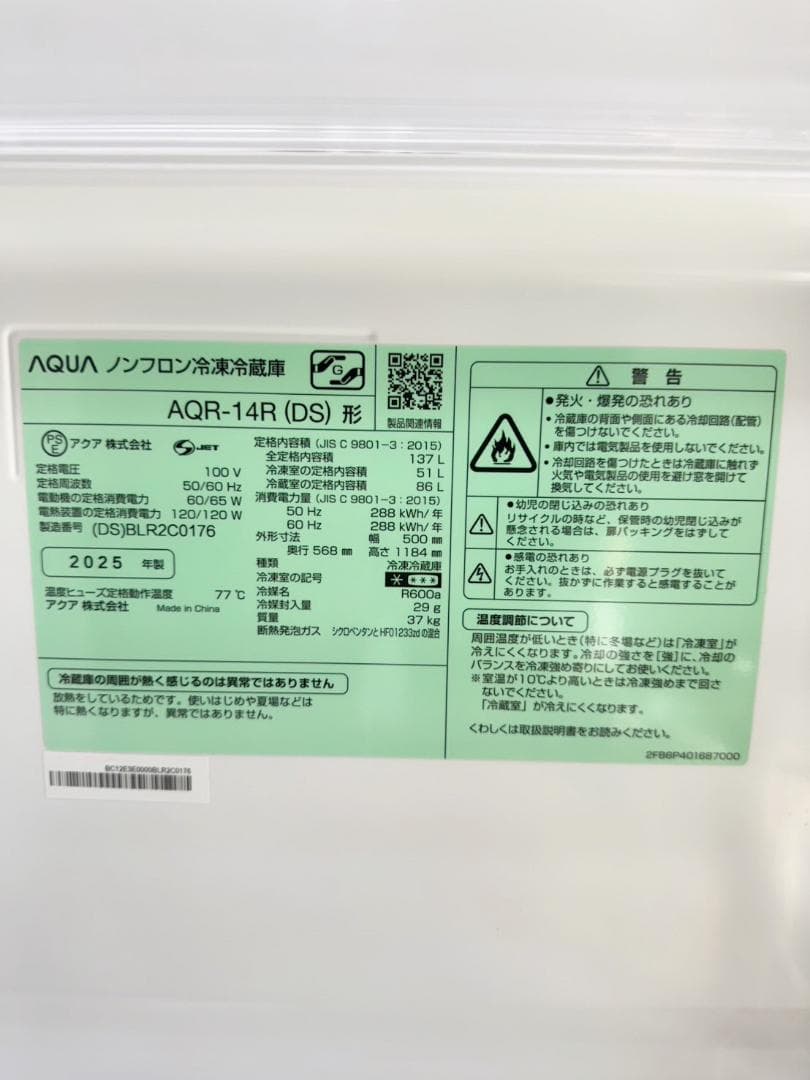 AQUA ノンフロン冷凍冷蔵庫
G
AQR-14R (DS) 形
製品関連情報
PSE アクア 株式会社 S-JET
定格電圧 100 V
定格周波数 50/60 Hz
電動機の定格消費電力 60/65 W
電熱装置の定格消費電力 120/120 W
製造番号 (DS)BLR2C0176
2025 年製
温度ヒューズ定格動作温度 77 ℃
アクア 株式会社 Made in China
定格内容積 (JIS C 9801-3 : 2015)
全定格内容積 137 L
冷凍室の定格内容積 51 L
冷蔵室の定格内容積 86 L
消費電力量 (JIS C 9801-3 : 2015)
50 Hz 288 kWh/年
60 Hz 288 kWh/年
外形寸法 幅 500 mm
奥行 568 mm 高さ 1184 mm
種類 冷凍冷蔵庫
冷凍室の記号 * ***
冷媒名 R600a
冷媒封入量 29 g
質量 37 kg
断熱発泡ガス シクロペンタンとHFO1233zdの混合
冷蔵庫の周囲が熱く感じるのは異常ではありません
放熱をしているためです。使いはじめや夏場などは
特に熱くなりますが、異常ではありません。
BC12E3E0000BLR2C0176
警 告
●発火・爆発の恐れあり
・冷蔵庫の背面や側面にある冷却回路(配管)
を傷つけないでください。
・庫内では電気製品を使用しないでください。
・冷却回路を傷つけたときは冷蔵庫に触れず
火気や電気製品の使用を避け窓を開けて
換気してください。
●幼児の閉じ込みの恐れあり
リサイクルの時など、保管時の幼児閉じ込みが
懸念される場合は、扉パッキングをはずして
ください。
●感電の恐れあり
お手入れのときは、必ず電源プラグを抜いて
ください。抜かずに作業すると感電することが
あります。
温度調節について
周囲温度が低いとき(特に冬場など)は「冷凍室」が
冷えにくくなります。冷却の強さを[強]に、冷却の
バランスを冷凍強め寄りにしてお使いください。
※室温が10℃より高いときは冷凍強めまで回さ
ないでください。
「冷蔵室」が冷えにくくなります。
くわしくは取扱説明書をお読みください。
2FB6P401687000